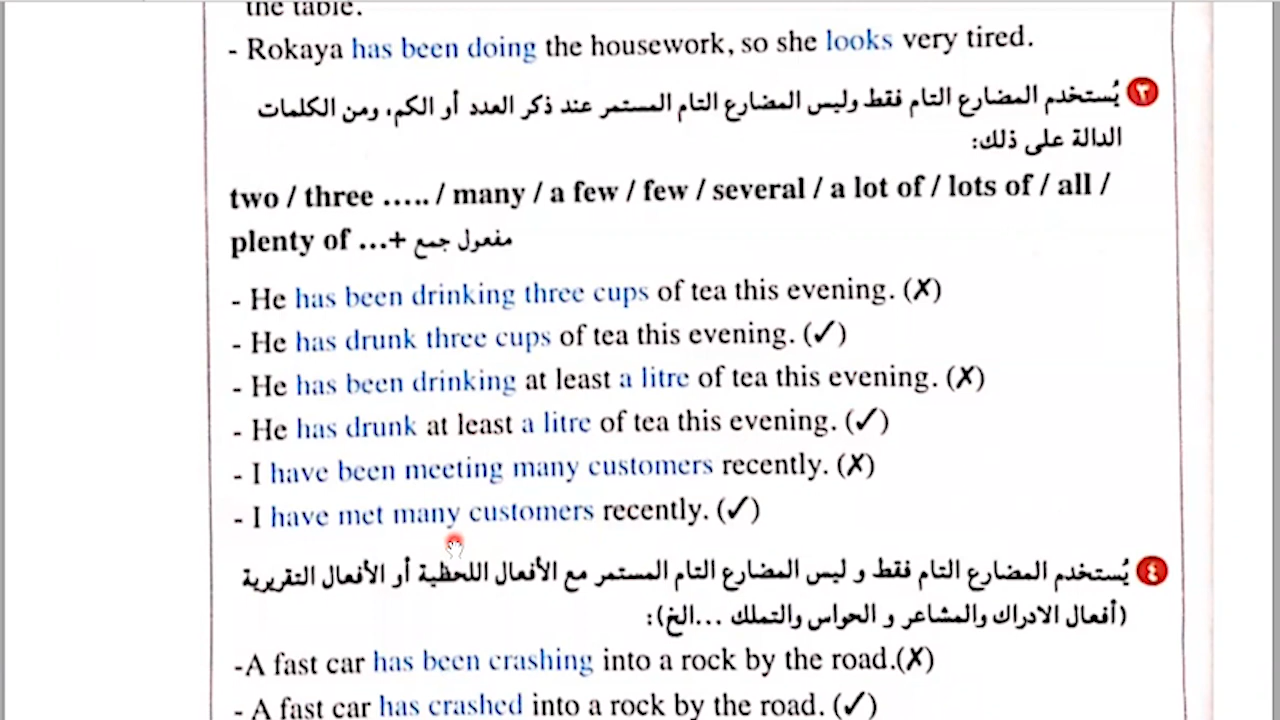 the table.
- Rokaya has been doing the housework, so she looks very tired.
٣ يُستخدم المضارع التام فقط وليس المضارع التام المستمر عند ذكر العدد أو الكم، ومن الكلمات
الدالة على ذلك:
two / three ..... / many / a few / few / several / a lot of / lots of / all /
plenty of ...+ مفعول جمع
- He has been drinking three cups of tea this evening. (✗)
- He has drunk three cups of tea this evening. (✓)
- He has been drinking at least a litre of tea this evening. (✗)
- He has drunk at least a litre of tea this evening. (✓)
- I have been meeting many customers recently. (✗)
- I have met many customers recently. (✓)
٤ يُستخدم المضارع التام فقط و ليس المضارع التام المستمر مع الأفعال اللحظية أو الأفعال التقريرية
(أفعال الادراك والمشاعر و الحواس والتملك ...الخ):
-A fast car has been crashing into a rock by the road.(✗)
- A fast car has crashed into a rock by the road. (✓)